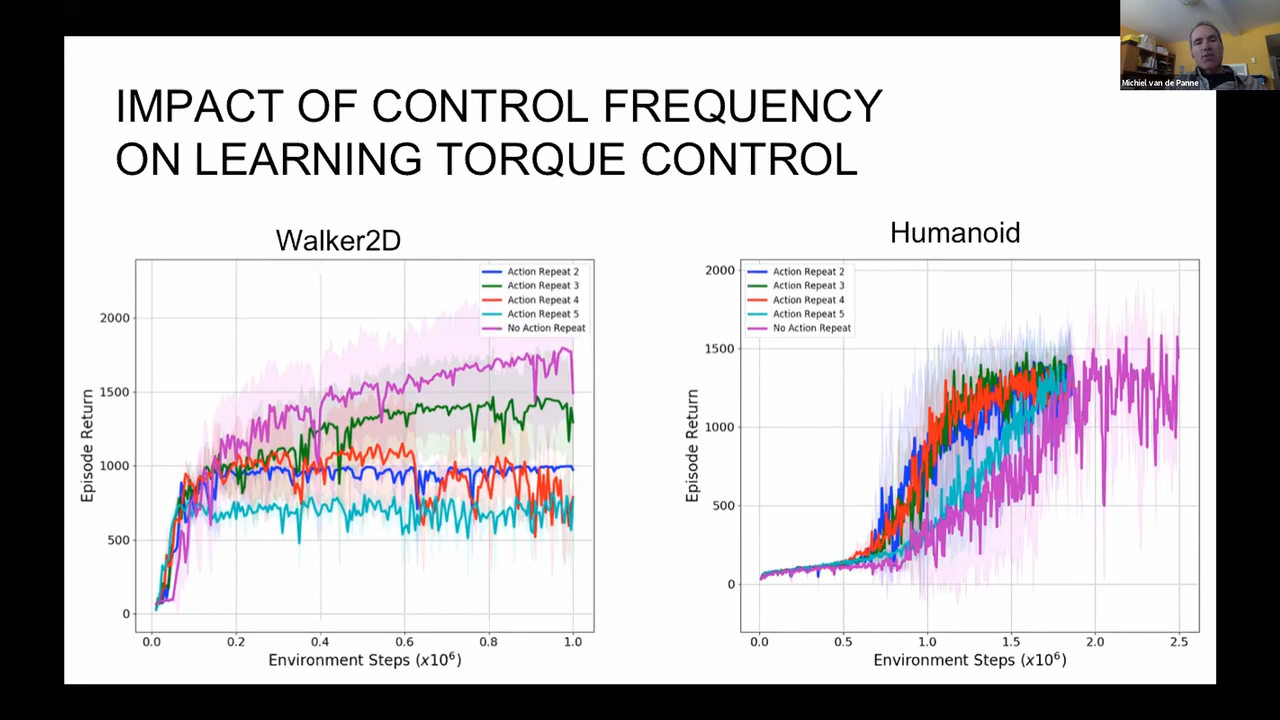 Michiel van de Panne
IMPACT OF CONTROL FREQUENCY
ON LEARNING TORQUE CONTROL
Walker2D
Action Repeat 2
Action Repeat 3
Action Repeat 4
Action Repeat 5
No Action Repeat
2000
1500
1000
500
0
Episode Return
0.0 0.2 0.4 0.6 0.8 1.0
Environment Steps (x10⁶)
Humanoid
Action Repeat 2
Action Repeat 3
Action Repeat 4
Action Repeat 5
No Action Repeat
2000
1500
1000
500
0
Episode Return
0.0 0.5 1.0 1.5 2.0 2.5
Environment Steps (x10⁶)